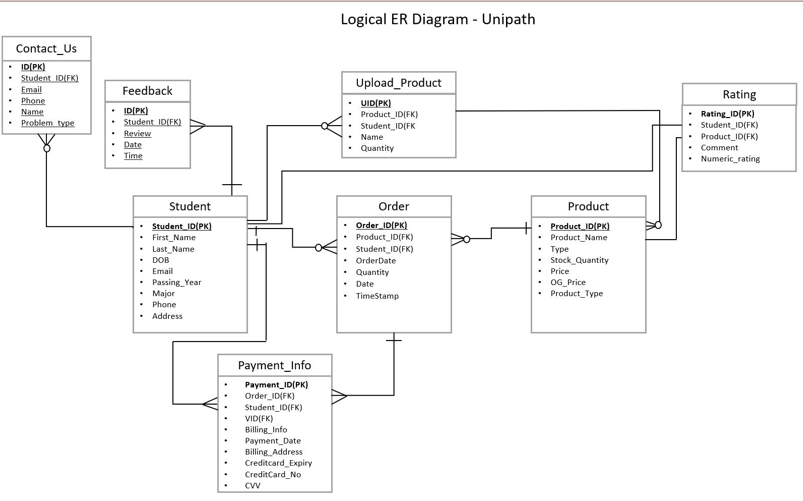 Logical ER Diagram - Unipath
Contact_Us
ID(PK)
Student_ID(FK)
Email
Phone
Name
Problem_type
Feedback
ID(PK)
Student_ID(FK)
Review
Date
Time
Upload_Product
UID(PK)
Product_ID(FK)
Student_ID(FK
Name
Quantity
Rating
Rating_ID(PK)
Student_ID(FK)
Product_ID(FK)
Comment
Numeric_rating
Student
Student_ID(PK)
First_Name
Last_Name
DOB
Email
Passing_Year
Major
Phone
Address
Order
Order_ID(PK)
Product_ID(FK)
Student_ID(FK)
OrderDate
Quantity
Date
TimeStamp
Product
Product_ID(PK)
Product_Name
Type
Stock_Quantity
Price
OG_Price
Product_Type
Payment_Info
Payment_ID(PK)
Order_ID(FK)
Student_ID(FK)
VID(FK)
Billing_Info
Payment_Date
Billing_Address
Creditcard_Expiry
CreditCard_No
CVV